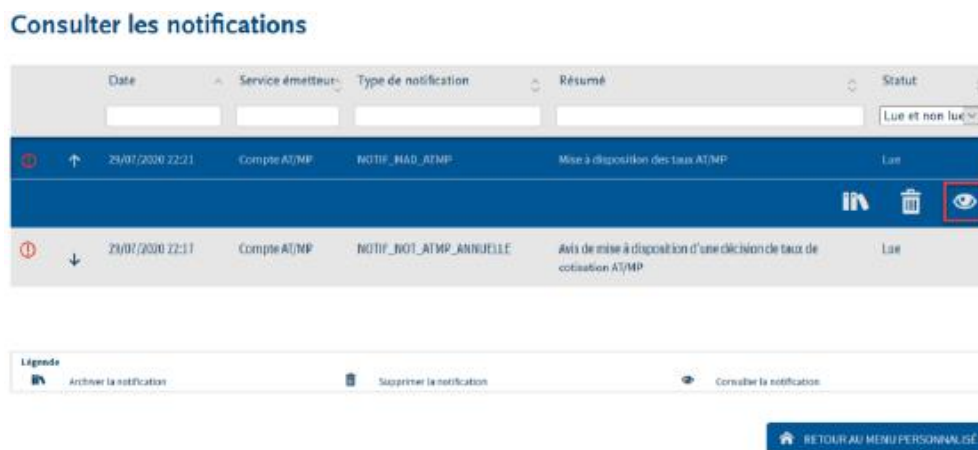 Consulter les notifications
Date Service émetteur Type de notification Résumé Statut
Lue et non lue
29/07/2020 22:21 Compte AT/MP NOTIF_MAD_ATMP Mise à disposition des taux AT/MP Lue
29/07/2020 22:17 Compte AT/MP NOTIF_NOT_ATMP_ANNUELLE Avis de mise à disposition d'une décision de taux de
cotisation AT/MP Lue
Légende
Archiver la notification Supprimer la notification Consulter la notification
RETOUR AU MENU PERSONNALISÉ